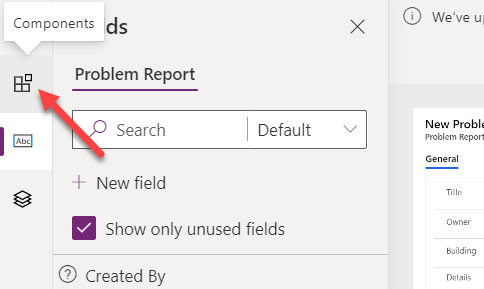 Components
ds
We've up
Problem Report
Search
Default
Abc
+ New field
Show only unused fields
Created By
New Proble
Problem Report
General
Title
Owner
Building
Details